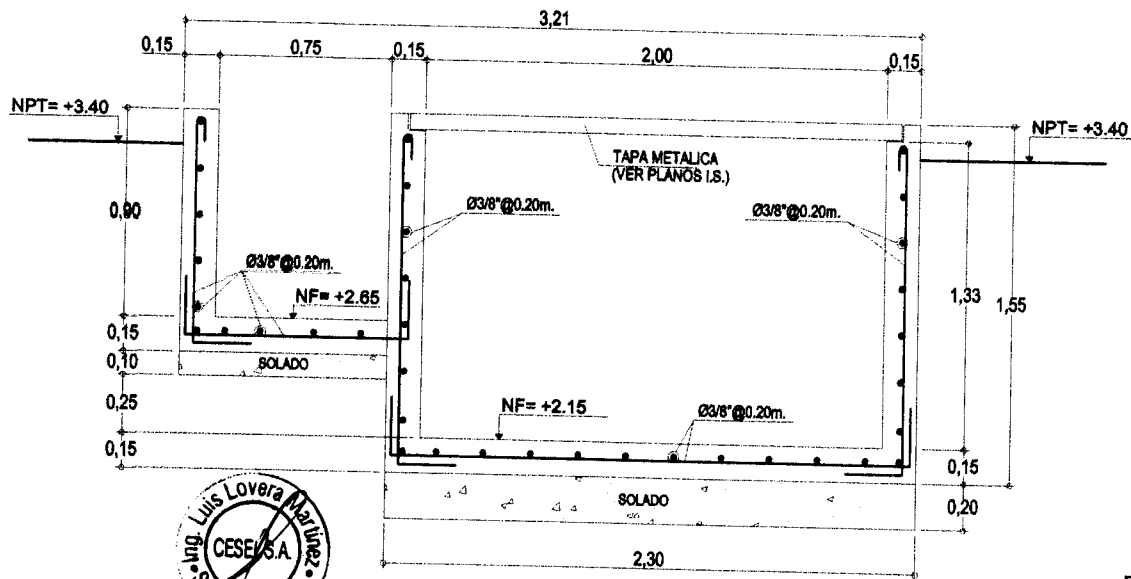 3,21
0,15
0,75
0,15
2,00
0,15
NPT= +3.40
NPT= +3.40
TAPA METALICA
(VER PLANOS I.S.)
0,90
Ø3/8"@0.20m.
Ø3/8"@0.20m.
Ø3/8"@0.20m.
NF= +2.65
1,33
1,55
0,15
0,10
SOLADO
0,25
NF= +2.15
Ø3/8"@0.20m.
0,15
0,15
SOLADO
0,20
Ing. Luis Lovera Martinez
CESEL S.A.
2,30